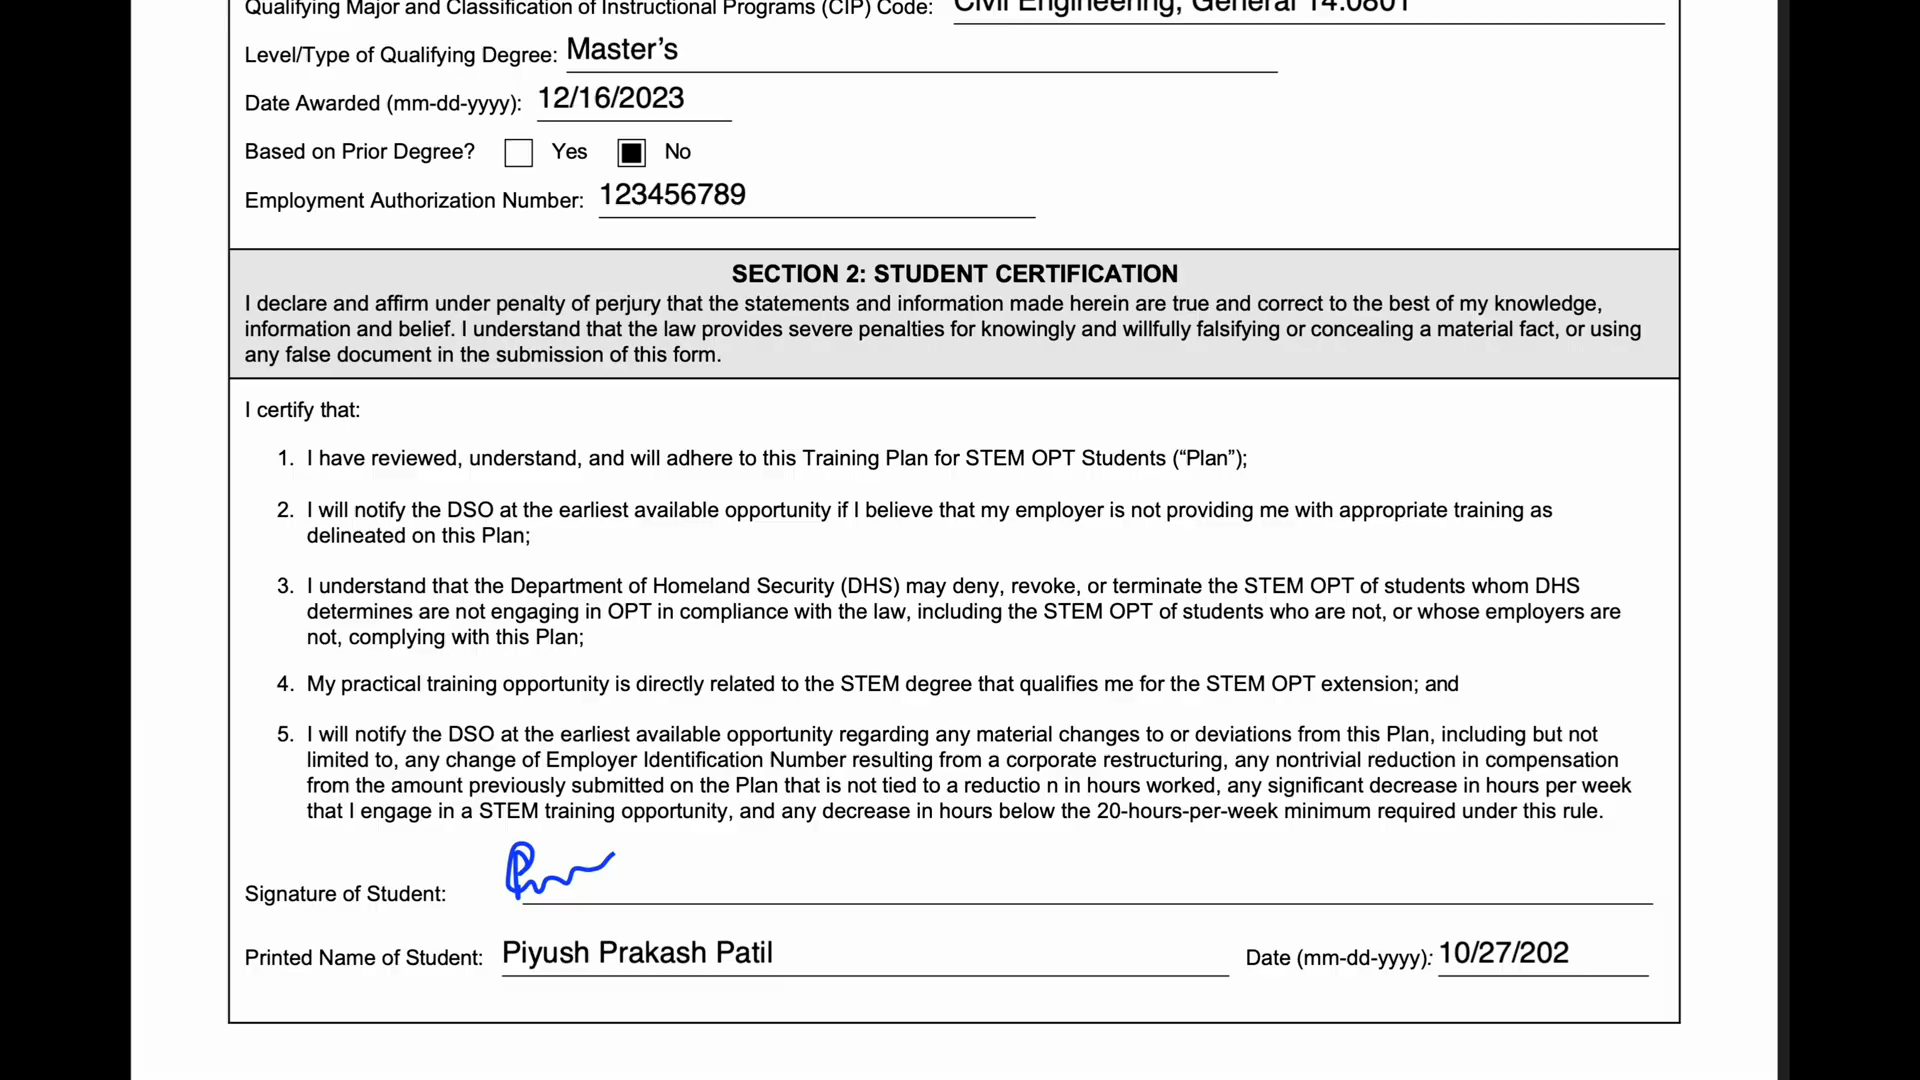 Qualifying Major and Classification of Instructional Programs (CIP) Code: Civil Engineering, General 14.0801
Level/Type of Qualifying Degree: Master’s
Date Awarded (mm-dd-yyyy): 12/16/2023
Based on Prior Degree? Yes No
Employment Authorization Number: 123456789
SECTION 2: STUDENT CERTIFICATION
I declare and affirm under penalty of perjury that the statements and information made herein are true and correct to the best of my knowledge,
information and belief. I understand that the law provides severe penalties for knowingly and willfully falsifying or concealing a material fact, or using
any false document in the submission of this form.
I certify that:
1. I have reviewed, understand, and will adhere to this Training Plan for STEM OPT Students (“Plan”);
2. I will notify the DSO at the earliest available opportunity if I believe that my employer is not providing me with appropriate training as
delineated on this Plan;
3. I understand that the Department of Homeland Security (DHS) may deny, revoke, or terminate the STEM OPT of students whom DHS
determines are not engaging in OPT in compliance with the law, including the STEM OPT of students who are not, or whose employers are
not, complying with this Plan;
4. My practical training opportunity is directly related to the STEM degree that qualifies me for the STEM OPT extension; and
5. I will notify the DSO at the earliest available opportunity regarding any material changes to or deviations from this Plan, including but not
limited to, any change of Employer Identification Number resulting from a corporate restructuring, any nontrivial reduction in compensation
from the amount previously submitted on the Plan that is not tied to a reductio n in hours worked, any significant decrease in hours per week
that I engage in a STEM training opportunity, and any decrease in hours below the 20-hours-per-week minimum required under this rule.
Signature of Student:
Printed Name of Student: Piyush Prakash Patil Date (mm-dd-yyyy): 10/27/202